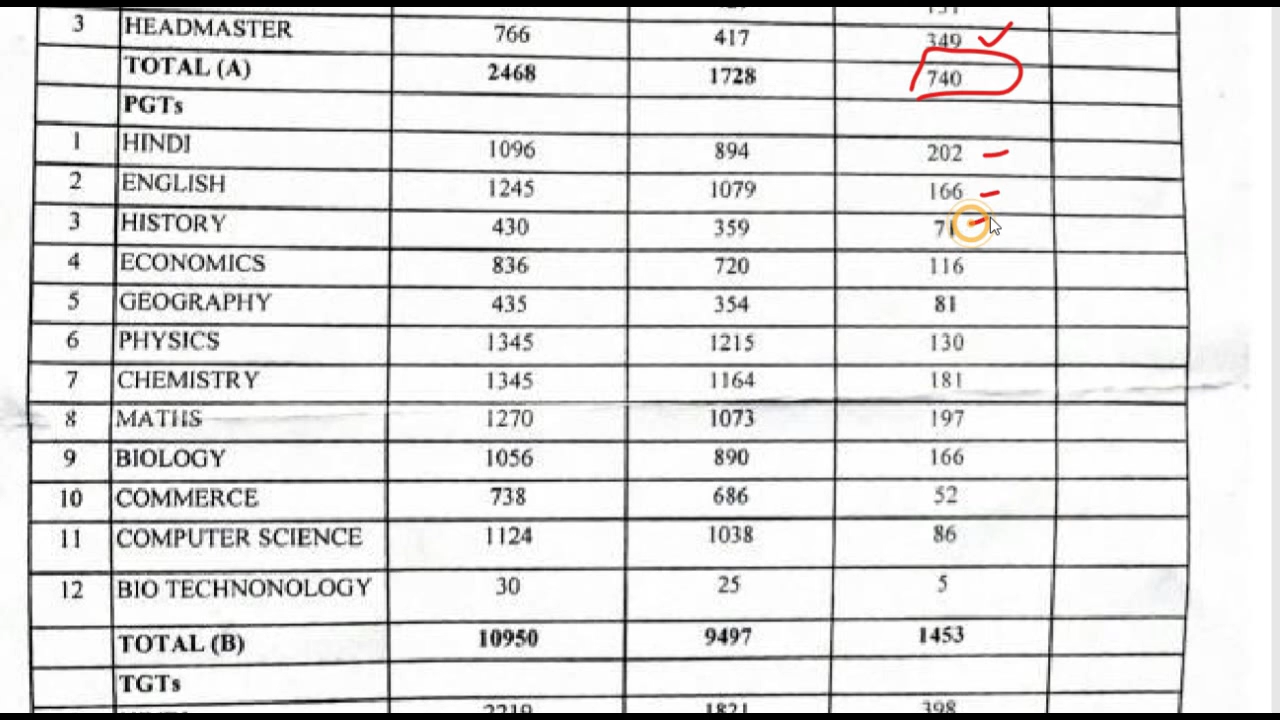 3 HEADMASTER 766 417 349
TOTAL (A) 2468 1728 740
PGTs
1 HINDI 1096 894 202
2 ENGLISH 1245 1079 166
3 HISTORY 430 359 71
4 ECONOMICS 836 720 116
5 GEOGRAPHY 435 354 81
6 PHYSICS 1345 1215 130
7 CHEMISTRY 1345 1164 181
8 MATHS 1270 1073 197
9 BIOLOGY 1056 890 166
10 COMMERCE 738 686 52
11 COMPUTER SCIENCE 1124 1038 86
12 BIO TECHNONOLOGY 30 25 5
TOTAL (B) 10950 9497 1453
TGTs
2219 1821 398